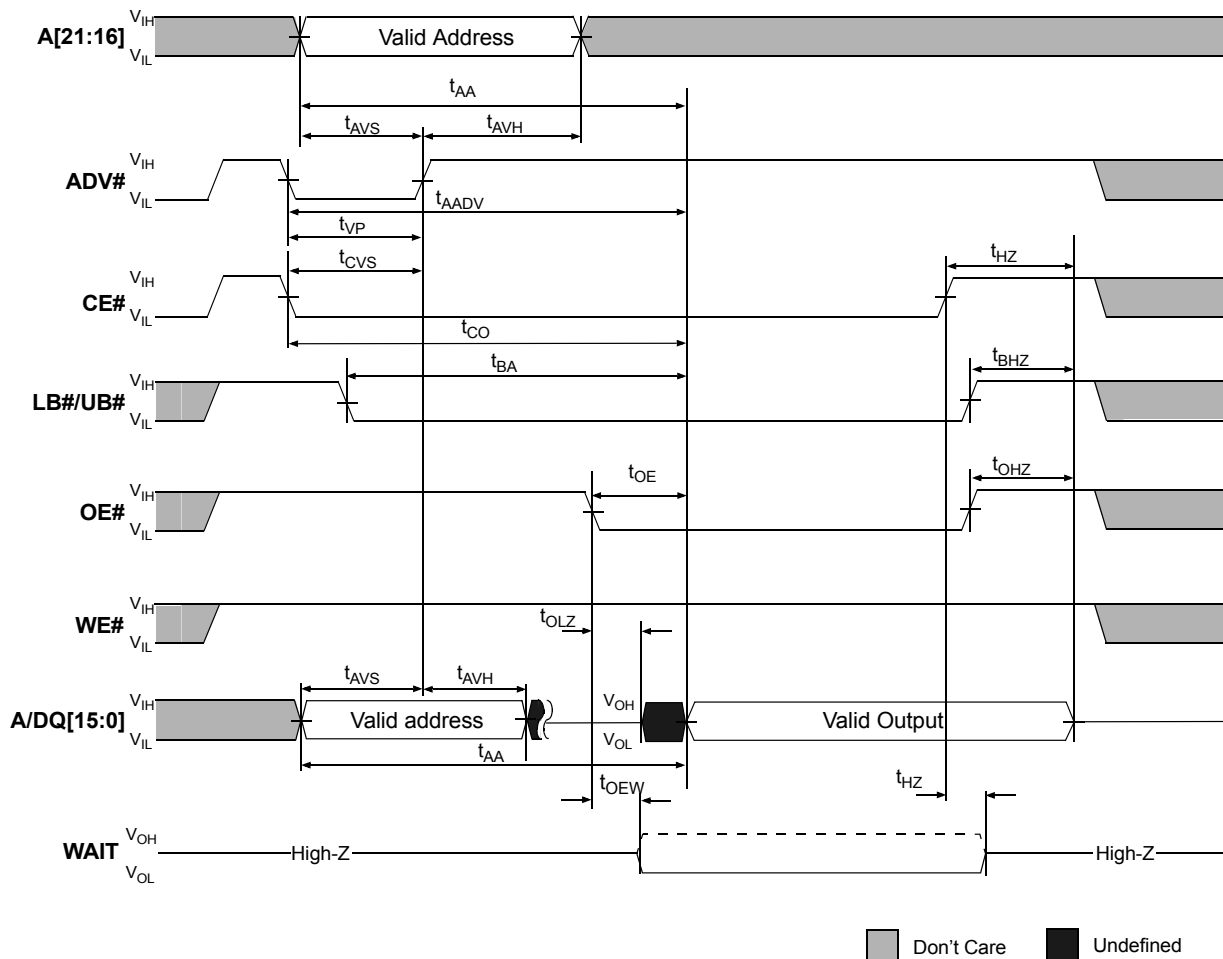 A[21:16] VIH VIL Valid Address
tAA
tAVS tAVH
ADV# VIH VIL
tAADV
tVP
tCVS
CE# VIH VIL tHZ
tCO
tBA tBHZ
LB#/UB# VIH VIL
tOE tOHZ
OE# VIH VIL
WE# VIH VIL
tOLZ
tAVS tAVH
A/DQ[15:0] VIH VIL Valid address VOH VOL Valid Output
tAA
tOEW tHZ
WAIT VOH VOL High-Z High-Z
Don't Care Undefined